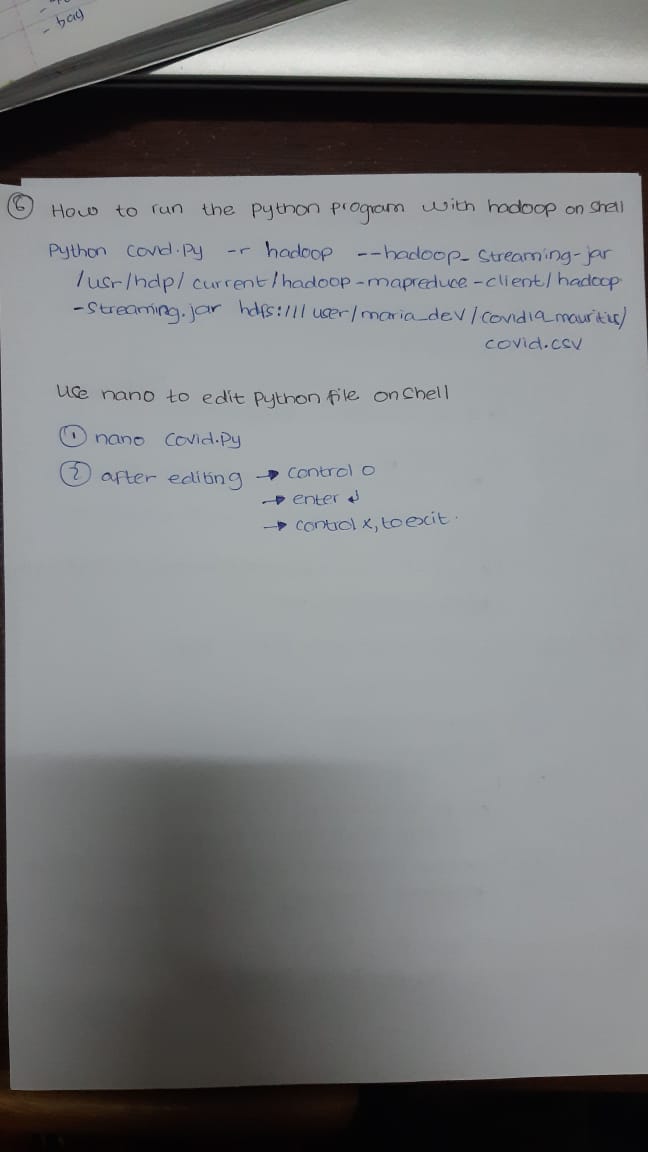 - bag
⑥ How to run the python program with hadoop on shell
Python Covid.Py -r hadoop --hadoop_Streaming-jar
/usr/hdp/current/hadoop-mapreduce-client/hadoop
-Streaming.jar hdfs:///user/maria_dev/covid19_mauritius/
covid.csv
Use nano to edit Python file on Shell
① nano Covid.Py
② after editing → control o
→ enter ↲
→ control x, to exit.